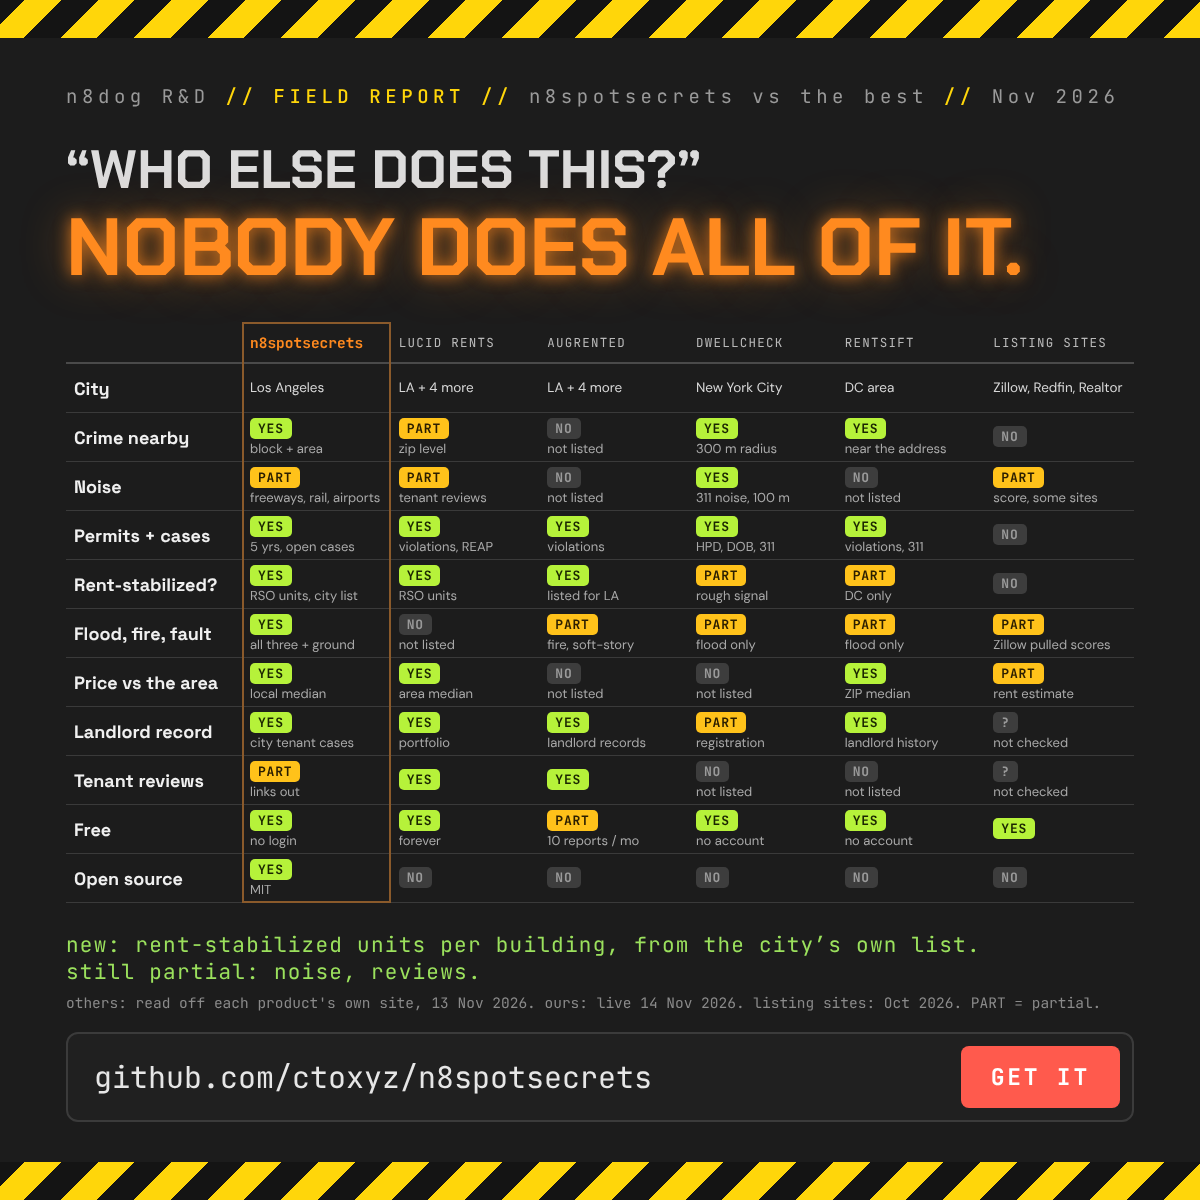 n8dog R&D // FIELD REPORT // n8spotsecrets vs the best // Nov 2026
“WHO ELSE DOES THIS?”
NOBODY DOES ALL OF IT.
n8spotsecrets LUCID RENTS AUGRENTED DWELLCHECK RENTSIFT LISTING SITES
City Los Angeles LA + 4 more LA + 4 more New York City DC area Zillow, Redfin, Realtor
Crime nearby YES PART NO YES YES NO
block + area zip level not listed 300 m radius near the address
Noise PART PART NO YES NO PART
freeways, rail, airports tenant reviews not listed 311 noise, 100 m not listed score, some sites
Permits + cases YES YES YES YES YES NO
5 yrs, open cases violations, REAP violations HPD, DOB, 311 violations, 311
Rent-stabilized? YES YES YES PART PART NO
RSO units, city list RSO units listed for LA rough signal DC only
Flood, fire, fault YES NO PART PART PART PART
all three + ground not listed fire, soft-story flood only flood only Zillow pulled scores
Price vs the area YES YES NO NO YES PART
local median area median not listed not listed ZIP median rent estimate
Landlord record YES YES YES PART YES ?
city tenant cases portfolio landlord records registration landlord history not checked
Tenant reviews PART YES YES NO NO ?
links out not listed not listed not checked
Free YES YES PART YES YES YES
no login forever 10 reports / mo no account no account
Open source YES NO NO NO NO NO
MIT
new: rent-stabilized units per building, from the city’s own list.
still partial: noise, reviews.
others: read off each product's own site, 13 Nov 2026. ours: live 14 Nov 2026. listing sites: Oct 2026. PART = partial.
github.com/ctoxyz/n8spotsecrets GET IT